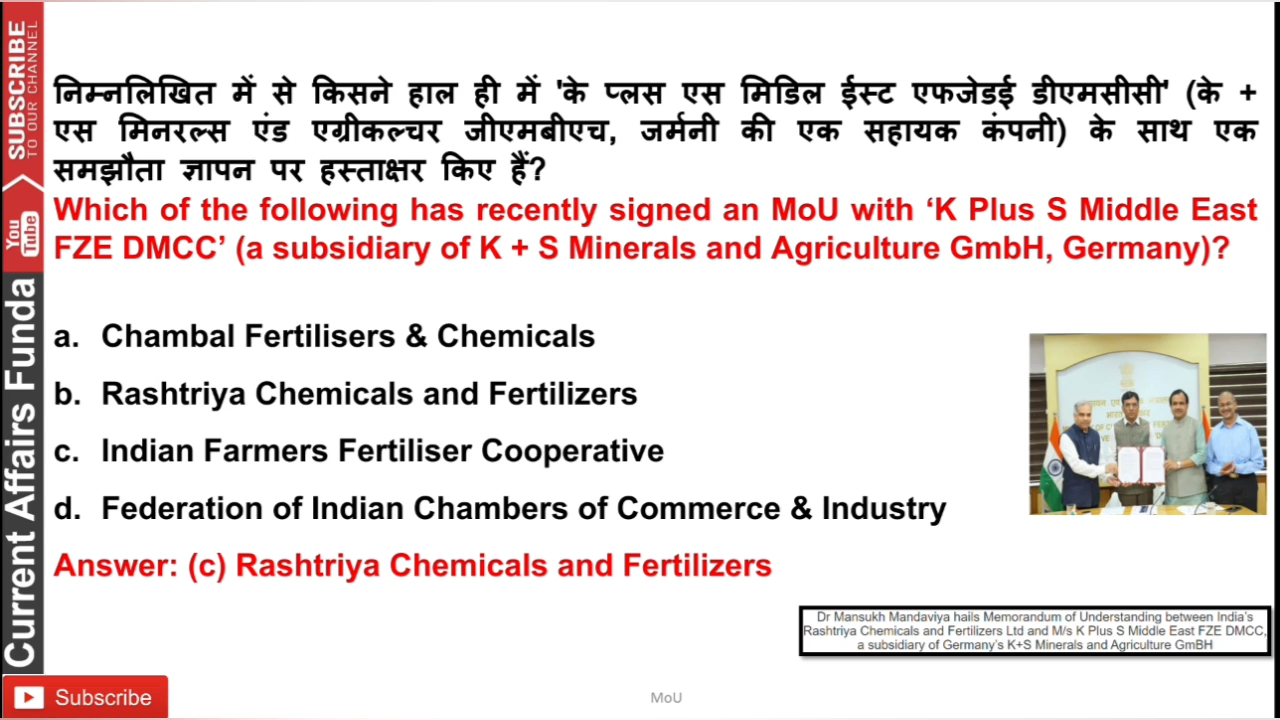 SUBSCRIBE
TO OUR CHANNEL
You
Tube
Current Affairs Funda
निम्नलिखित में से किसने हाल ही में 'के प्लस एस मिडिल ईस्ट एफजेडई डीएमसीसी' (के +
एस मिनरल्स एंड एग्रीकल्चर जीएमबीएच, जर्मनी की एक सहायक कंपनी) के साथ एक
समझौता ज्ञापन पर हस्ताक्षर किए हैं?
Which of the following has recently signed an MoU with ‘K Plus S Middle East
FZE DMCC’ (a subsidiary of K + S Minerals and Agriculture GmbH, Germany)?
a. Chambal Fertilisers & Chemicals
b. Rashtriya Chemicals and Fertilizers
c. Indian Farmers Fertiliser Cooperative
d. Federation of Indian Chambers of Commerce & Industry
Answer: (c) Rashtriya Chemicals and Fertilizers
Dr Mansukh Mandaviya hails Memorandum of Understanding between India's
Rashtriya Chemicals and Fertilizers Ltd and M/s K Plus S Middle East FZE DMCC,
a subsidiary of Germany's K+S Minerals and Agriculture GmBH
Subscribe
MoU